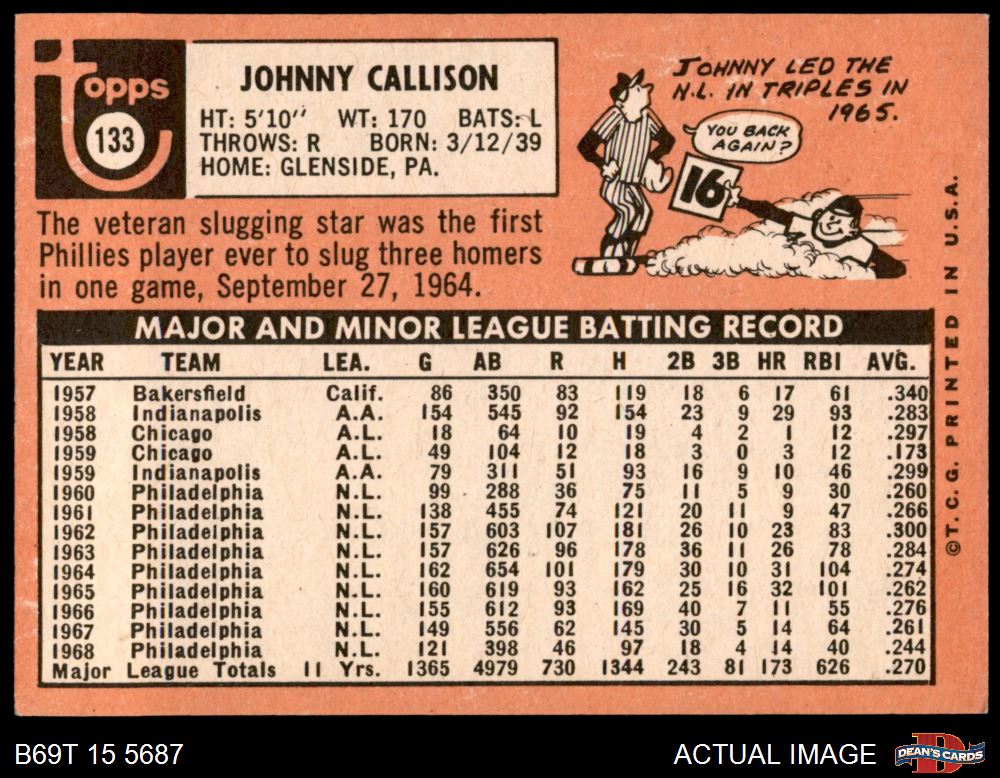 Topps
133
JOHNNY CALLISON
HT: 5'10" WT: 170 BATS: L
THROWS: R BORN: 3/12/39
HOME: GLENSIDE, PA.
JOHNNY LED THE
N.L. IN TRIPLES IN
1965.
YOU BACK
AGAIN?
16
The veteran slugging star was the first
Phillies player ever to slug three homers
in one game, September 27, 1964.
MAJOR AND MINOR LEAGUE BATTING RECORD
YEAR TEAM LEA. G AB R H 2B 3B HR RBI AVG.
1957 Bakersfield Calif. 86 350 83 119 18 6 17 61 .340
1958 Indianapolis A.A. 154 545 92 154 23 9 29 93 .283
1958 Chicago A.L. 18 64 10 19 4 2 1 12 .297
1959 Chicago A.L. 49 104 12 18 3 0 3 12 .173
1959 Indianapolis A.A. 79 311 51 93 16 9 10 46 .299
1960 Philadelphia N.L. 99 288 36 75 11 5 9 30 .260
1961 Philadelphia N.L. 138 455 74 121 20 11 9 47 .266
1962 Philadelphia N.L. 157 603 107 181 26 10 23 83 .300
1963 Philadelphia N.L. 157 626 96 178 36 11 26 78 .284
1964 Philadelphia N.L. 162 654 101 179 30 10 31 104 .274
1965 Philadelphia N.L. 160 619 93 162 25 16 32 101 .262
1966 Philadelphia N.L. 155 612 93 169 40 7 11 55 .276
1967 Philadelphia N.L. 149 556 62 145 30 5 14 64 .261
1968 Philadelphia N.L. 121 398 46 97 18 4 14 40 .244
Major League Totals 11 Yrs. 1365 4979 730 1344 243 81 173 626 .270
©T.C.G. PRINTED IN U.S.A.
B69T 15 5687
ACTUAL IMAGE
D
DEAN'S CARDS